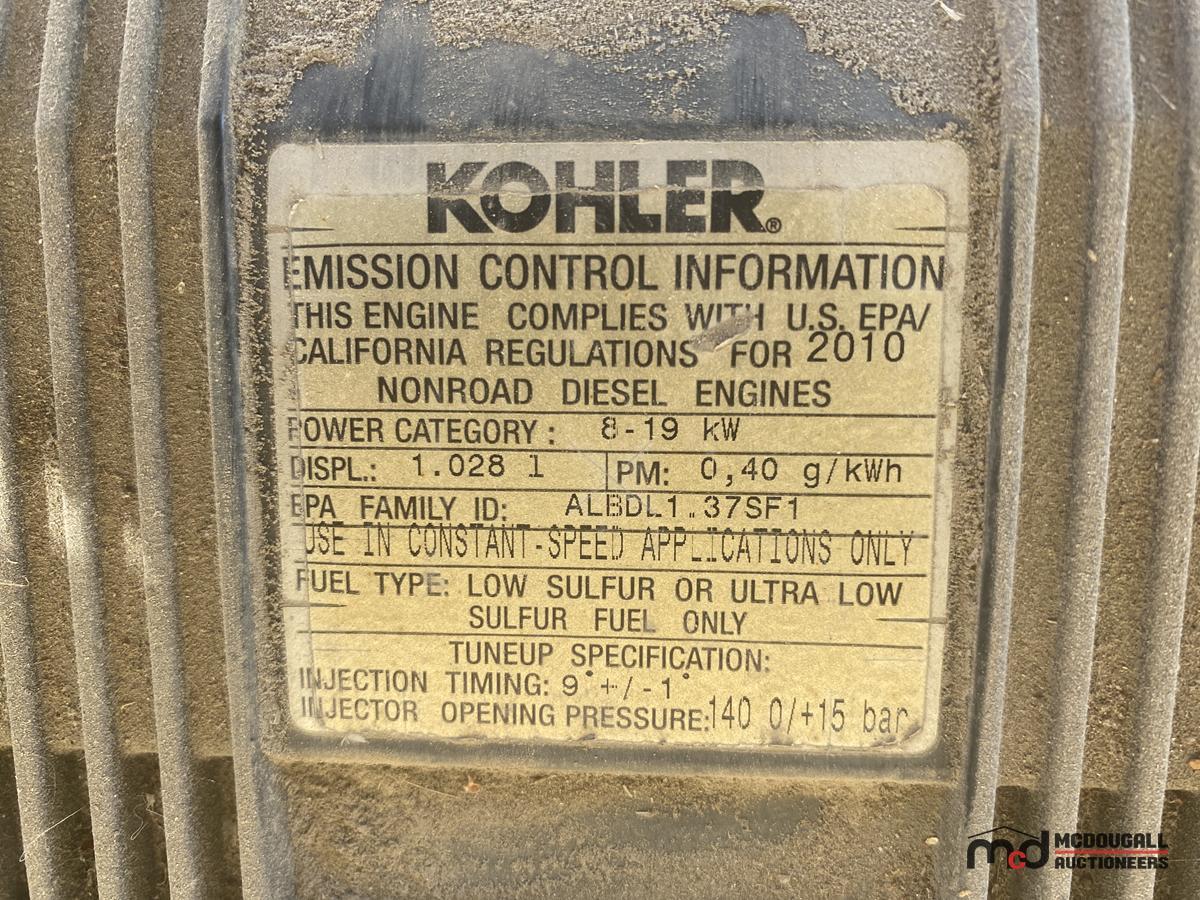 KOHLER®
EMISSION CONTROL INFORMATION
THIS ENGINE COMPLIES WITH U.S. EPA/
CALIFORNIA REGULATIONS FOR 2010
NONROAD DIESEL ENGINES
POWER CATEGORY: 8-19 kW
DISPL.: 1.028 l PM: 0,40 g/kWh
EPA FAMILY ID: ALBDL1.37SF1
USE IN CONSTANT-SPEED APPLICATIONS ONLY
FUEL TYPE: LOW SULFUR OR ULTRA LOW
SULFUR FUEL ONLY
TUNEUP SPECIFICATION:
INJECTION TIMING: 9°+/-1°
INJECTOR OPENING PRESSURE: 140 0/+15 bar
mcd MCDOUGALL
AUCTIONEERS